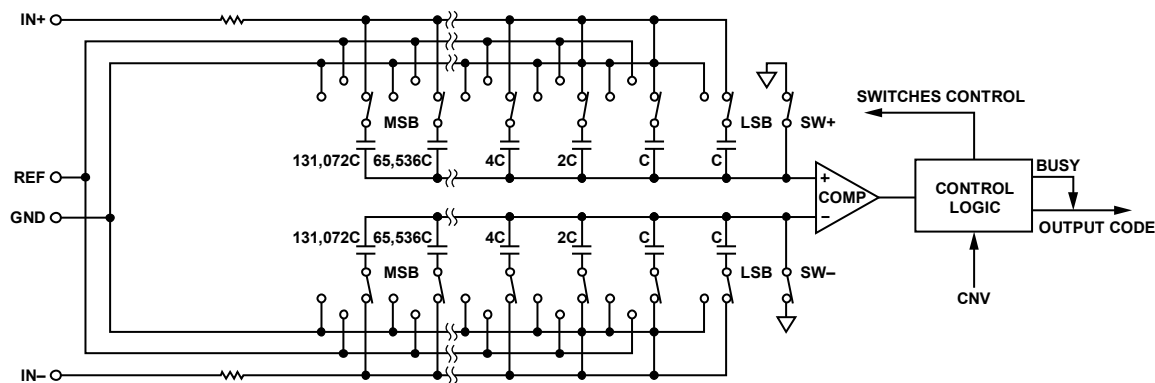 IN+
SWITCHES CONTROL
MSB
LSB
SW+
131,072C
65,536C
4C
2C
C
C
BUSY
REF
+
COMP
–
CONTROL
LOGIC
GND
OUTPUT CODE
131,072C
65,536C
4C
2C
C
C
MSB
LSB
SW–
CNV
IN–